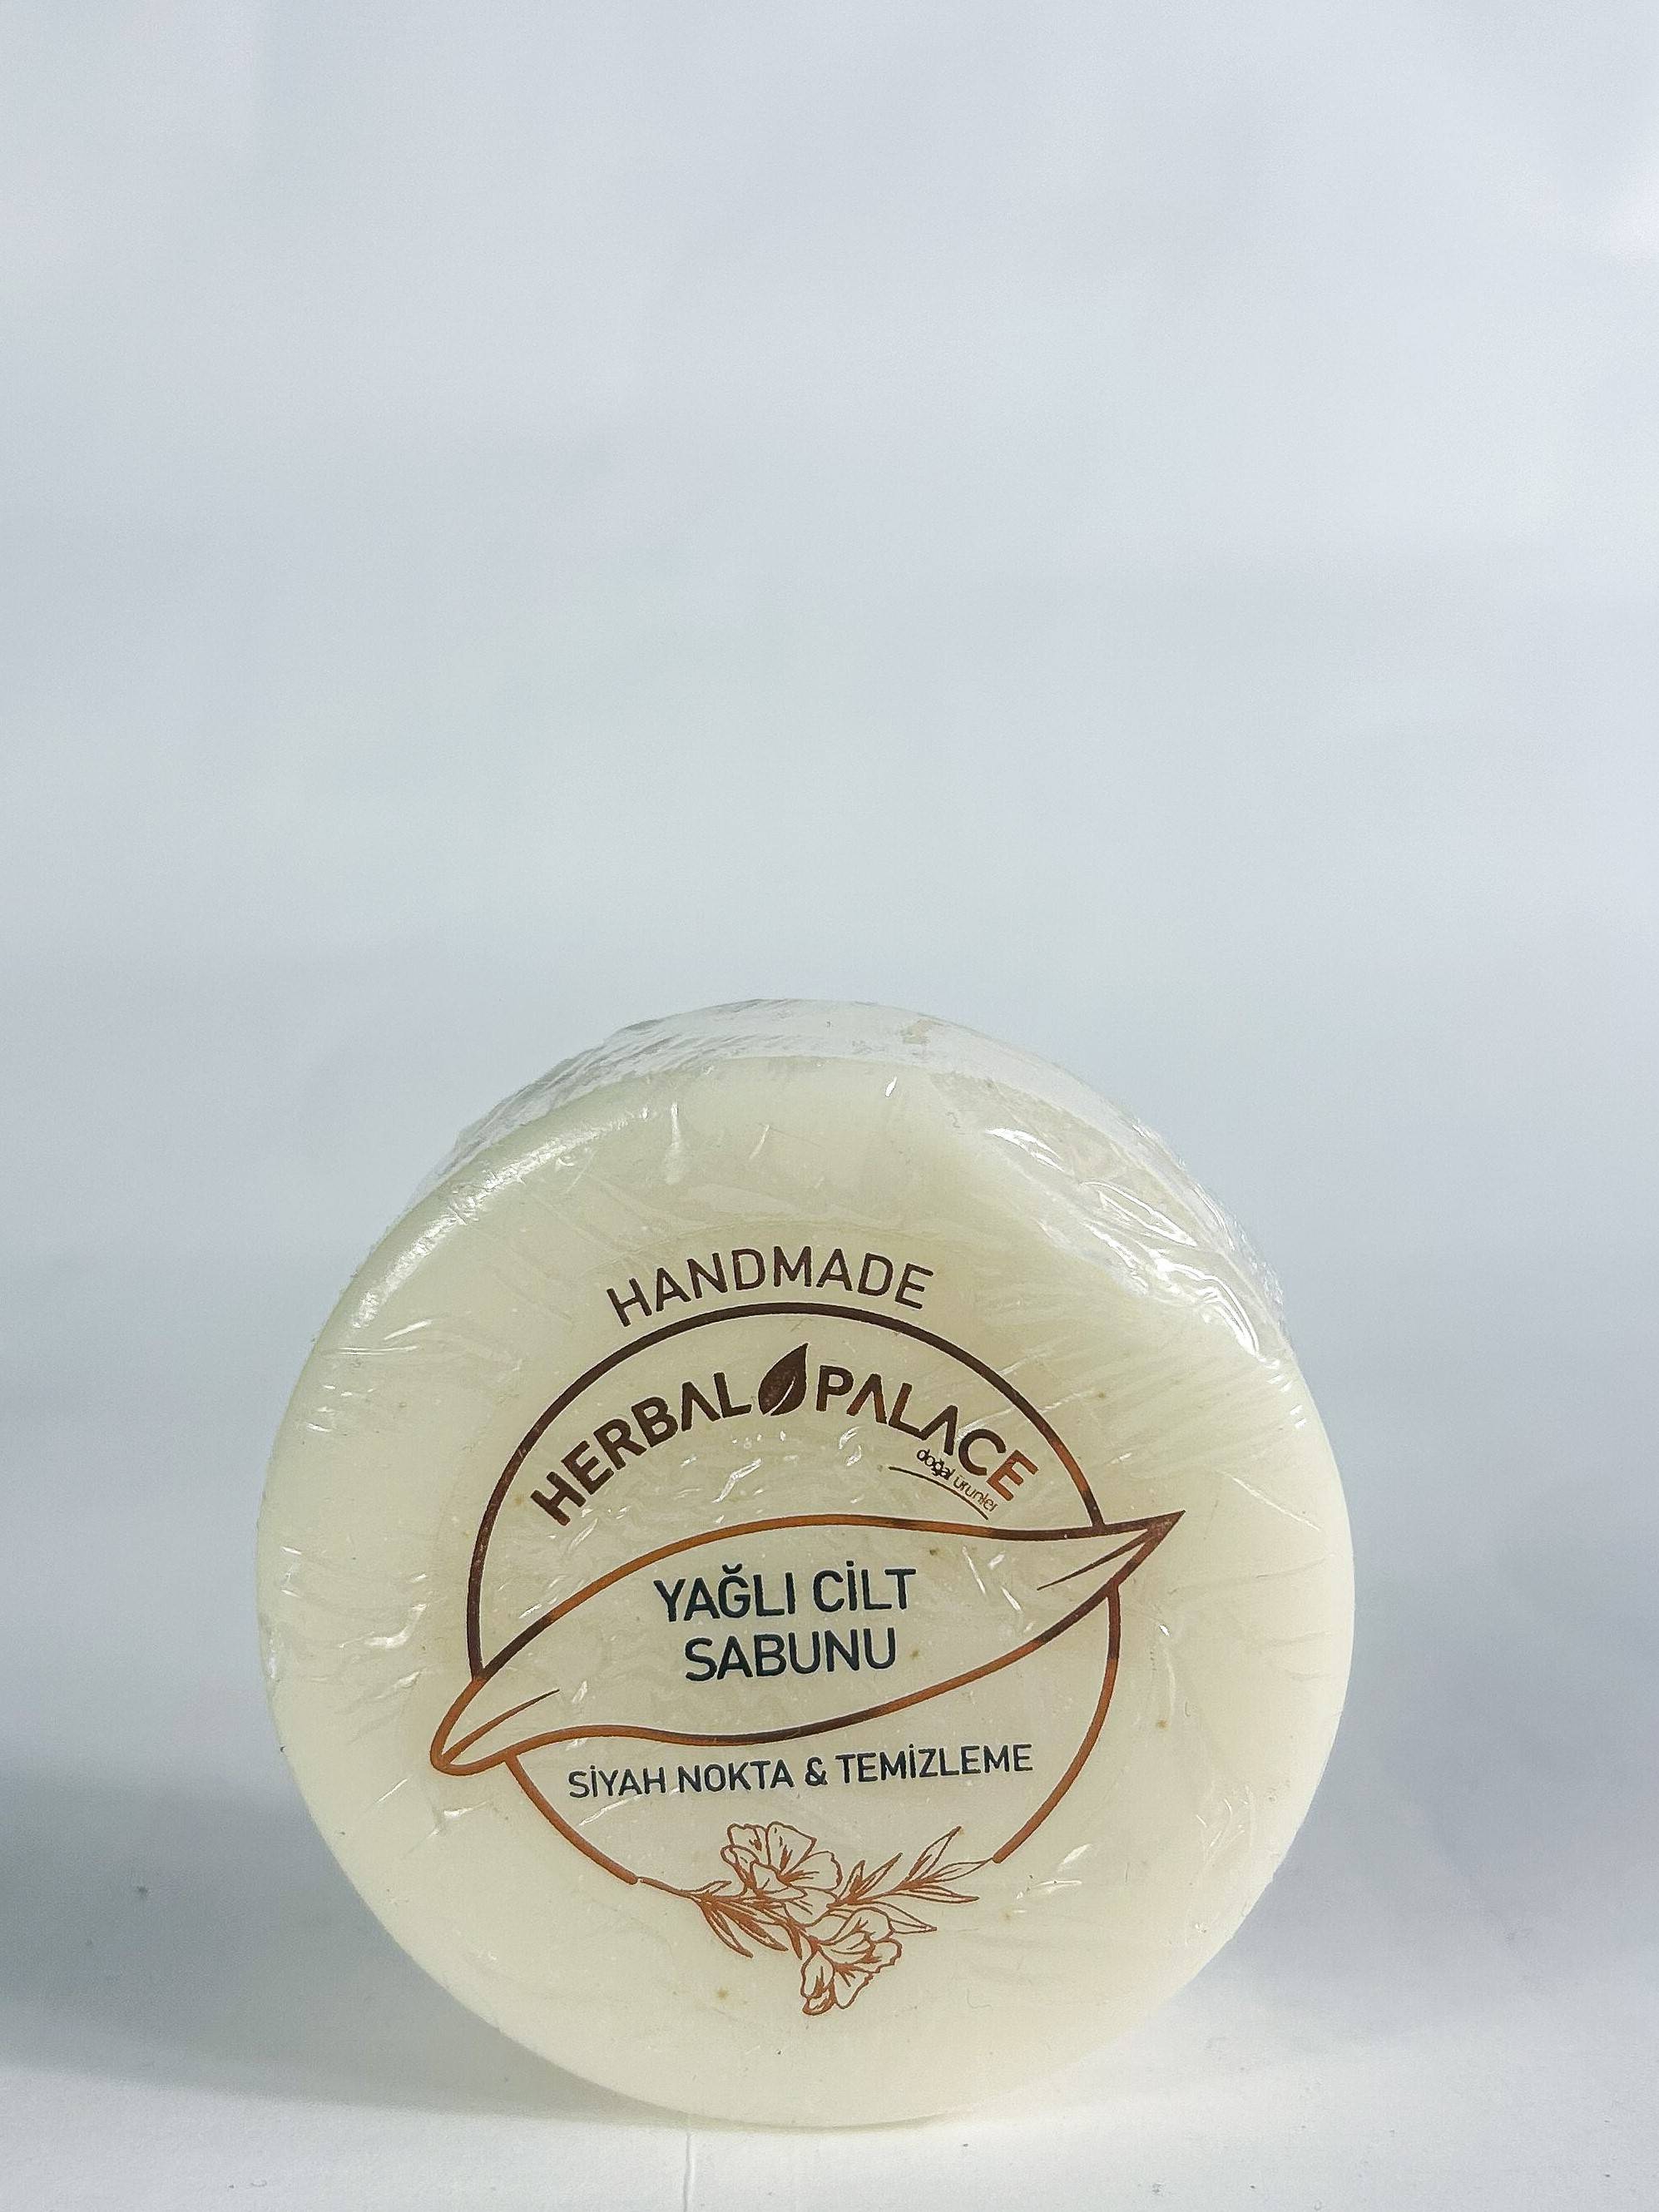 HANDMADE
HERBAL PALACE
doğal ürünler
YAĞLI CİLT
SABUNU
SİYAH NOKTA & TEMİZLEME